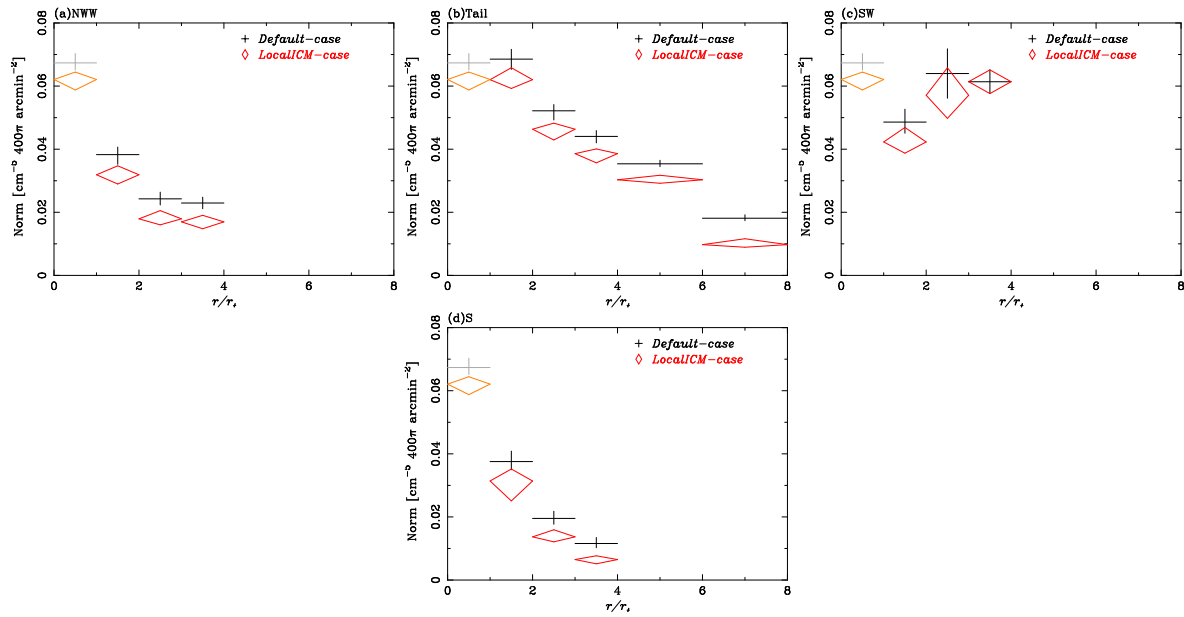 (a)NWW
Default-case
LocalICM-case
Norm [cm⁻⁵ 400π arcmin⁻²]
0 0.02 0.04 0.06 0.08
0 2 4 6 8
r/rₛ
(b)Tail
Default-case
LocalICM-case
Norm [cm⁻⁵ 400π arcmin⁻²]
0 0.02 0.04 0.06 0.08
0 2 4 6 8
r/rₛ
(c)SW
Default-case
LocalICM-case
Norm [cm⁻⁵ 400π arcmin⁻²]
0 0.02 0.04 0.06 0.08
0 2 4 6 8
r/rₛ
(d)S
Default-case
LocalICM-case
Norm [cm⁻⁵ 400π arcmin⁻²]
0 0.02 0.04 0.06 0.08
0 2 4 6 8
r/rₛ